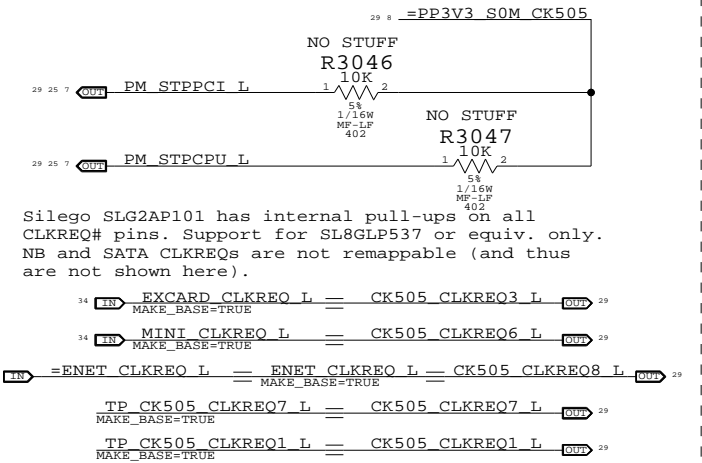 29 8 =PP3V3_S0M_CK505
NO STUFF
R3046
10K
29 25 7 OUT PM_STPPCI_L 1 2
5%
1/16W
MF-LF
402
NO STUFF
R3047
10K
29 25 7 OUT PM_STPCPU_L 1 2
5%
1/16W
MF-LF
402
Silego SLG2AP101 has internal pull-ups on all
CLKREQ# pins. Support for SL8GLP537 or equiv. only.
NB and SATA CLKREQs are not remappable (and thus
are not shown here).
34 IN EXCARD_CLKREQ_L CK505_CLKREQ3_L OUT 29
MAKE_BASE=TRUE
34 IN MINI_CLKREQ_L CK505_CLKREQ6_L OUT 29
MAKE_BASE=TRUE
IN =ENET_CLKREQ_L ENET_CLKREQ_L CK505_CLKREQ8_L OUT 29
MAKE_BASE=TRUE
TP_CK505_CLKREQ7_L CK505_CLKREQ7_L OUT 29
MAKE_BASE=TRUE
TP_CK505_CLKREQ1_L CK505_CLKREQ1_L OUT 29
MAKE_BASE=TRUE